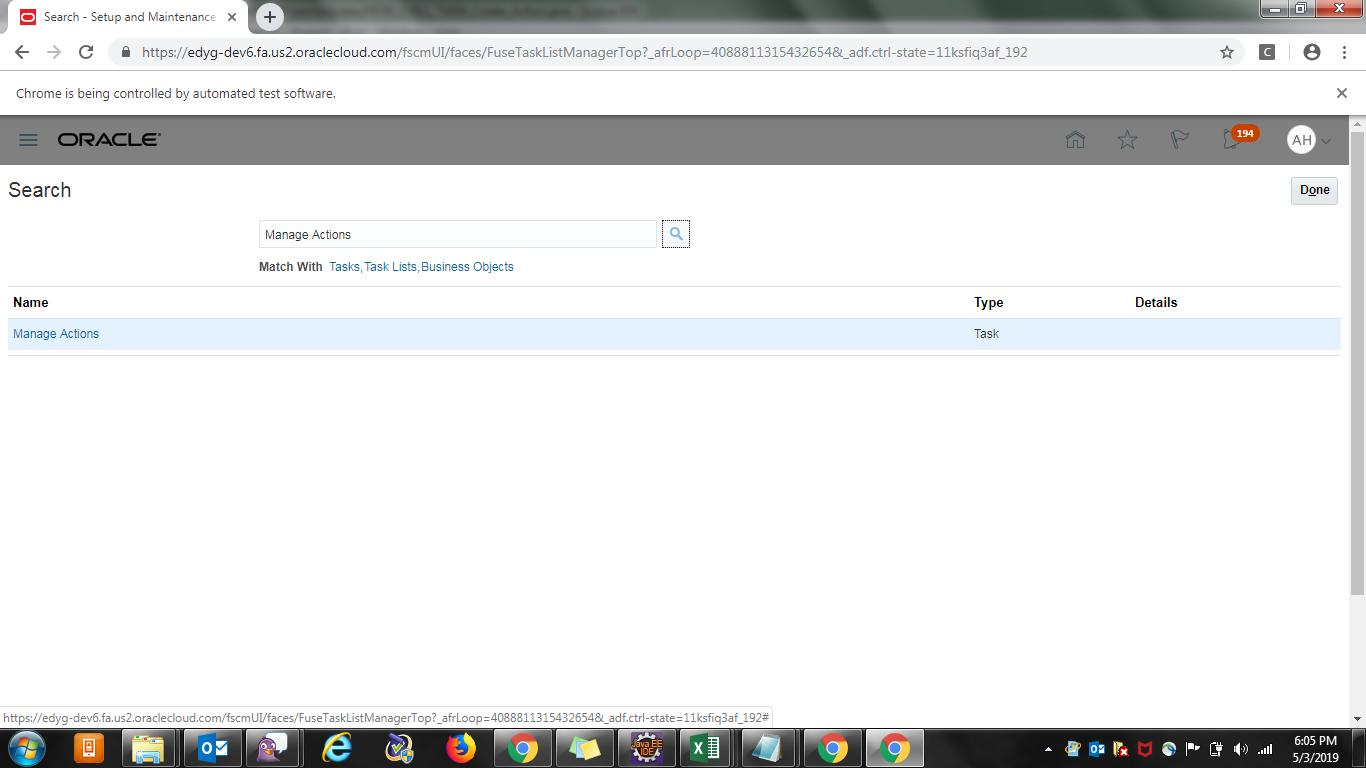 Search - Setup and Maintenance
https://edyg-dev6.fa.us2.oraclecloud.com/fscmUI/faces/FuseTaskListManagerTop?_afrLoop=40888113154326548&_adf.ctrl-state=11ksfiq3af_192
C
Chrome is being controlled by automated test software.
ORACLE
194
AH
Search
Done
Manage Actions
Match With Tasks, Task Lists, Business Objects
Name Type Details
Manage Actions Task
https://edyg-dev6.fa.us2.oraclecloud.com/fscmUI/faces/FuseTaskListManagerTop?_afrLoop=40888113154326548&_adf.ctrl-state=11ksfiq3af_192#
Java EE
IDE
6:05 PM
5/3/2019